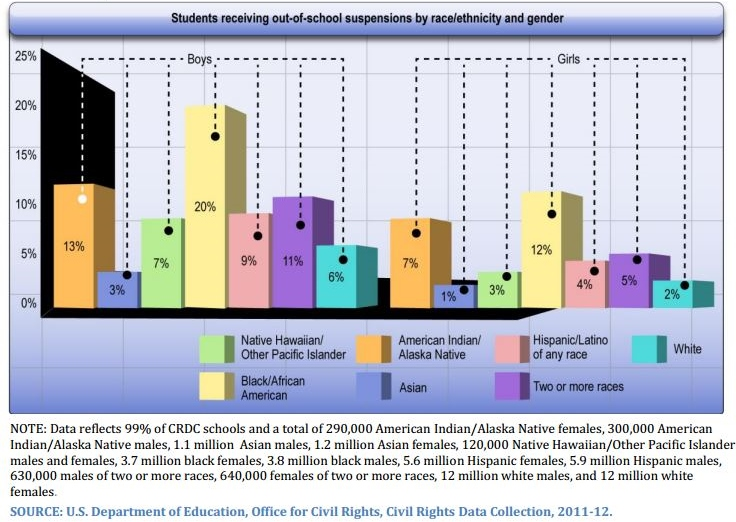 Students receiving out-of-school suspensions by race/ethnicity and gender
25%
20%
15%
10%
5%
0%
Boys
Girls
13%
3%
7%
20%
9%
11%
6%
7%
1%
3%
12%
4%
5%
2%
Native Hawaiian/
Other Pacific Islander
American Indian/
Alaska Native
Hispanic/Latino
of any race
White
Black/African
American
Asian
Two or more races
NOTE: Data reflects 99% of CRDC schools and a total of 290,000 American Indian/Alaska Native females, 300,000 American
Indian/Alaska Native males, 1.1 million Asian males, 1.2 million Asian females, 120,000 Native Hawaiian/Other Pacific Islander
males and females, 3.7 million black females, 3.8 million black males, 5.6 million Hispanic females, 5.9 million Hispanic males,
630,000 males of two or more races, 640,000 females of two or more races, 12 million white males, and 12 million white
females.
SOURCE: U.S. Department of Education, Office for Civil Rights, Civil Rights Data Collection, 2011-12.